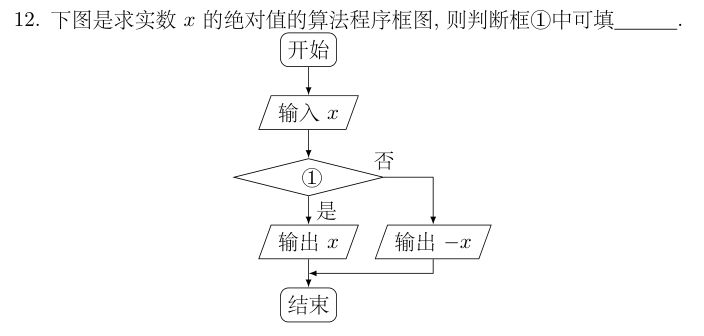 12. 下图是求实数 x 的绝对值的算法程序框图, 则判断框①中可填______.
开始
输入 x
否
①
是
输出 x
输出 −x
结束